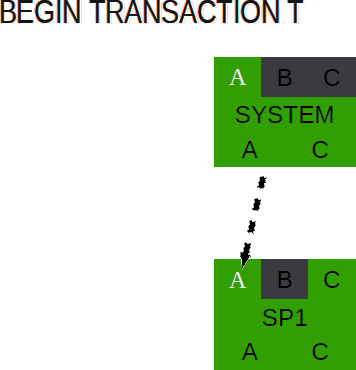 BEGIN TRANSACTION T
A B C
SYSTEM
A C
A B C
SP1
A C